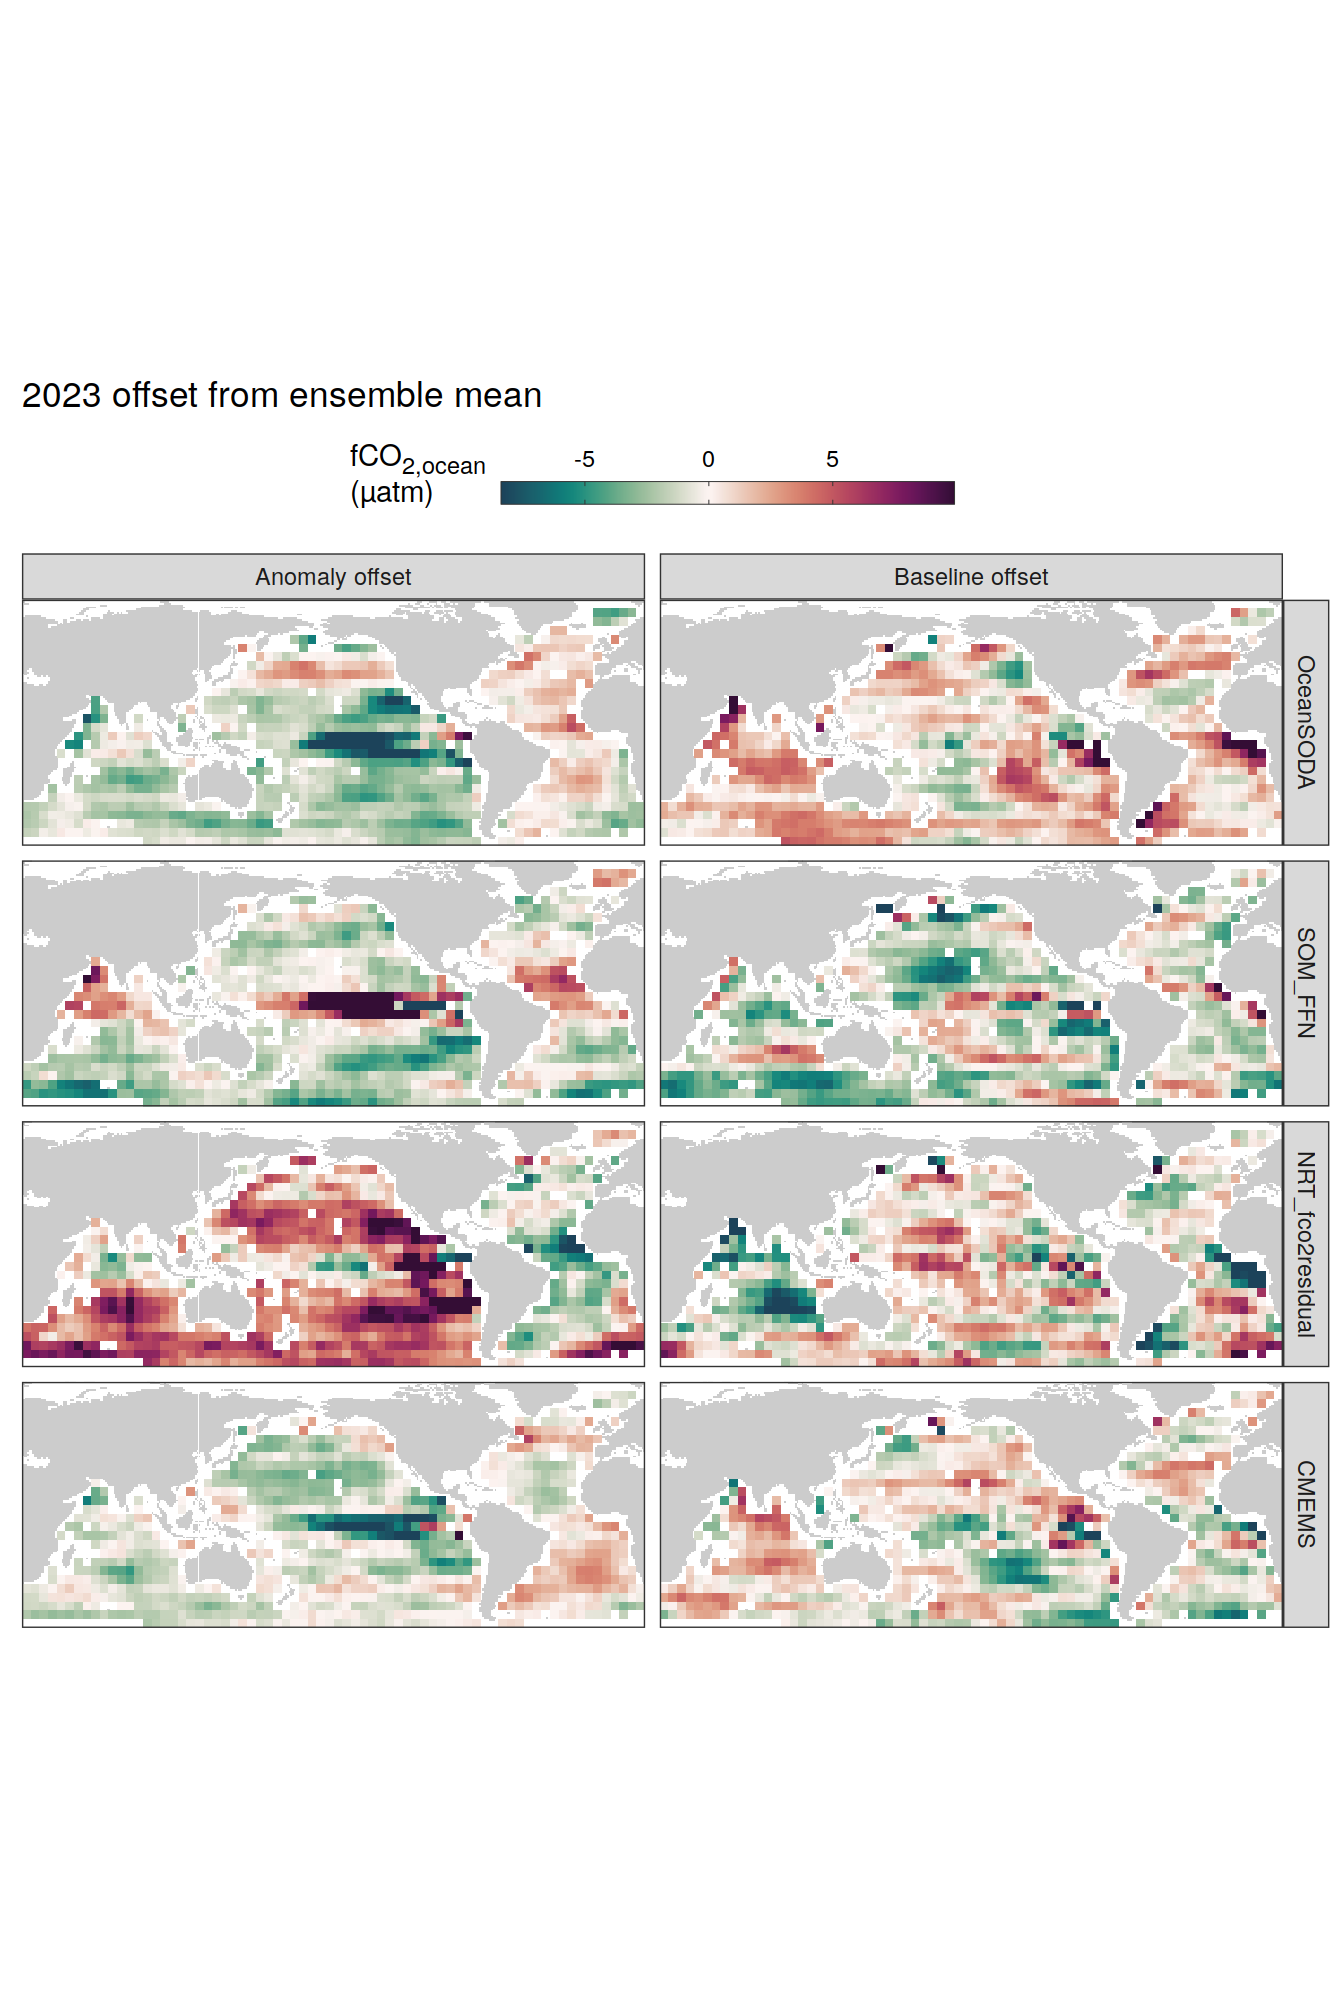 2023 offset from ensemble mean
fCO2,ocean
(µatm)
-5 0 5
Anomaly offset
Baseline offset
OceanSODA
SOM_FFN
NRT_fco2residual
CMEMS